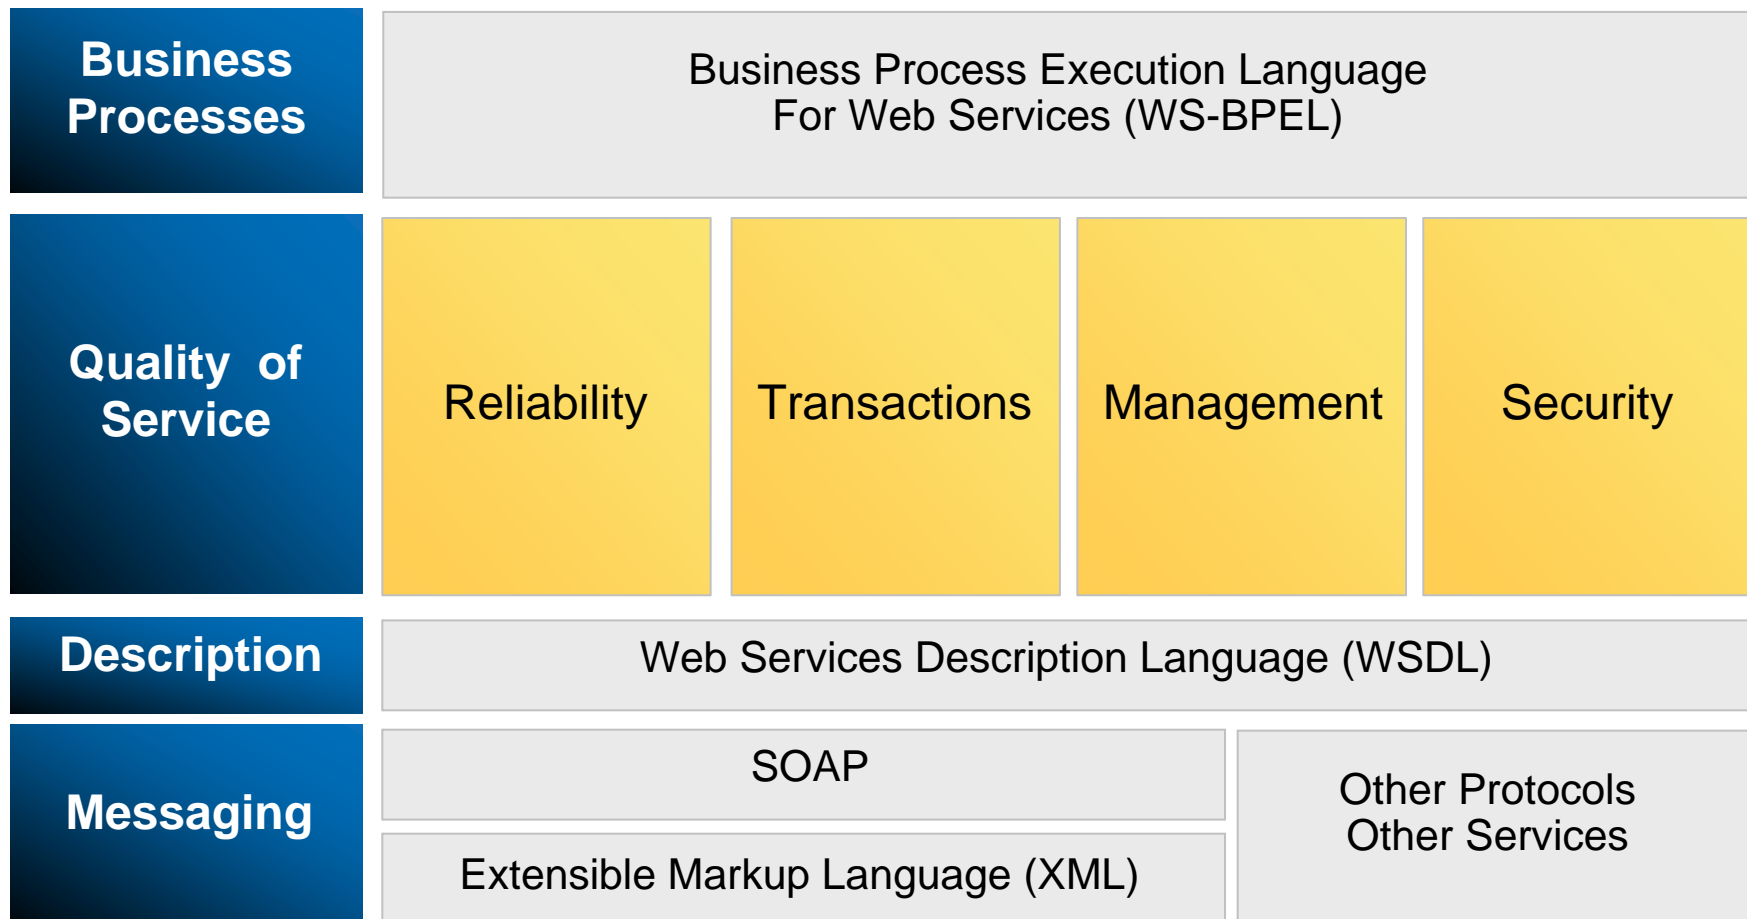 Business
Processes
Business Process Execution Language
For Web Services (WS-BPEL)
Quality of
Service
Reliability
Transactions
Management
Security
Description
Web Services Description Language (WSDL)
Messaging
SOAP
Extensible Markup Language (XML)
Other Protocols
Other Services